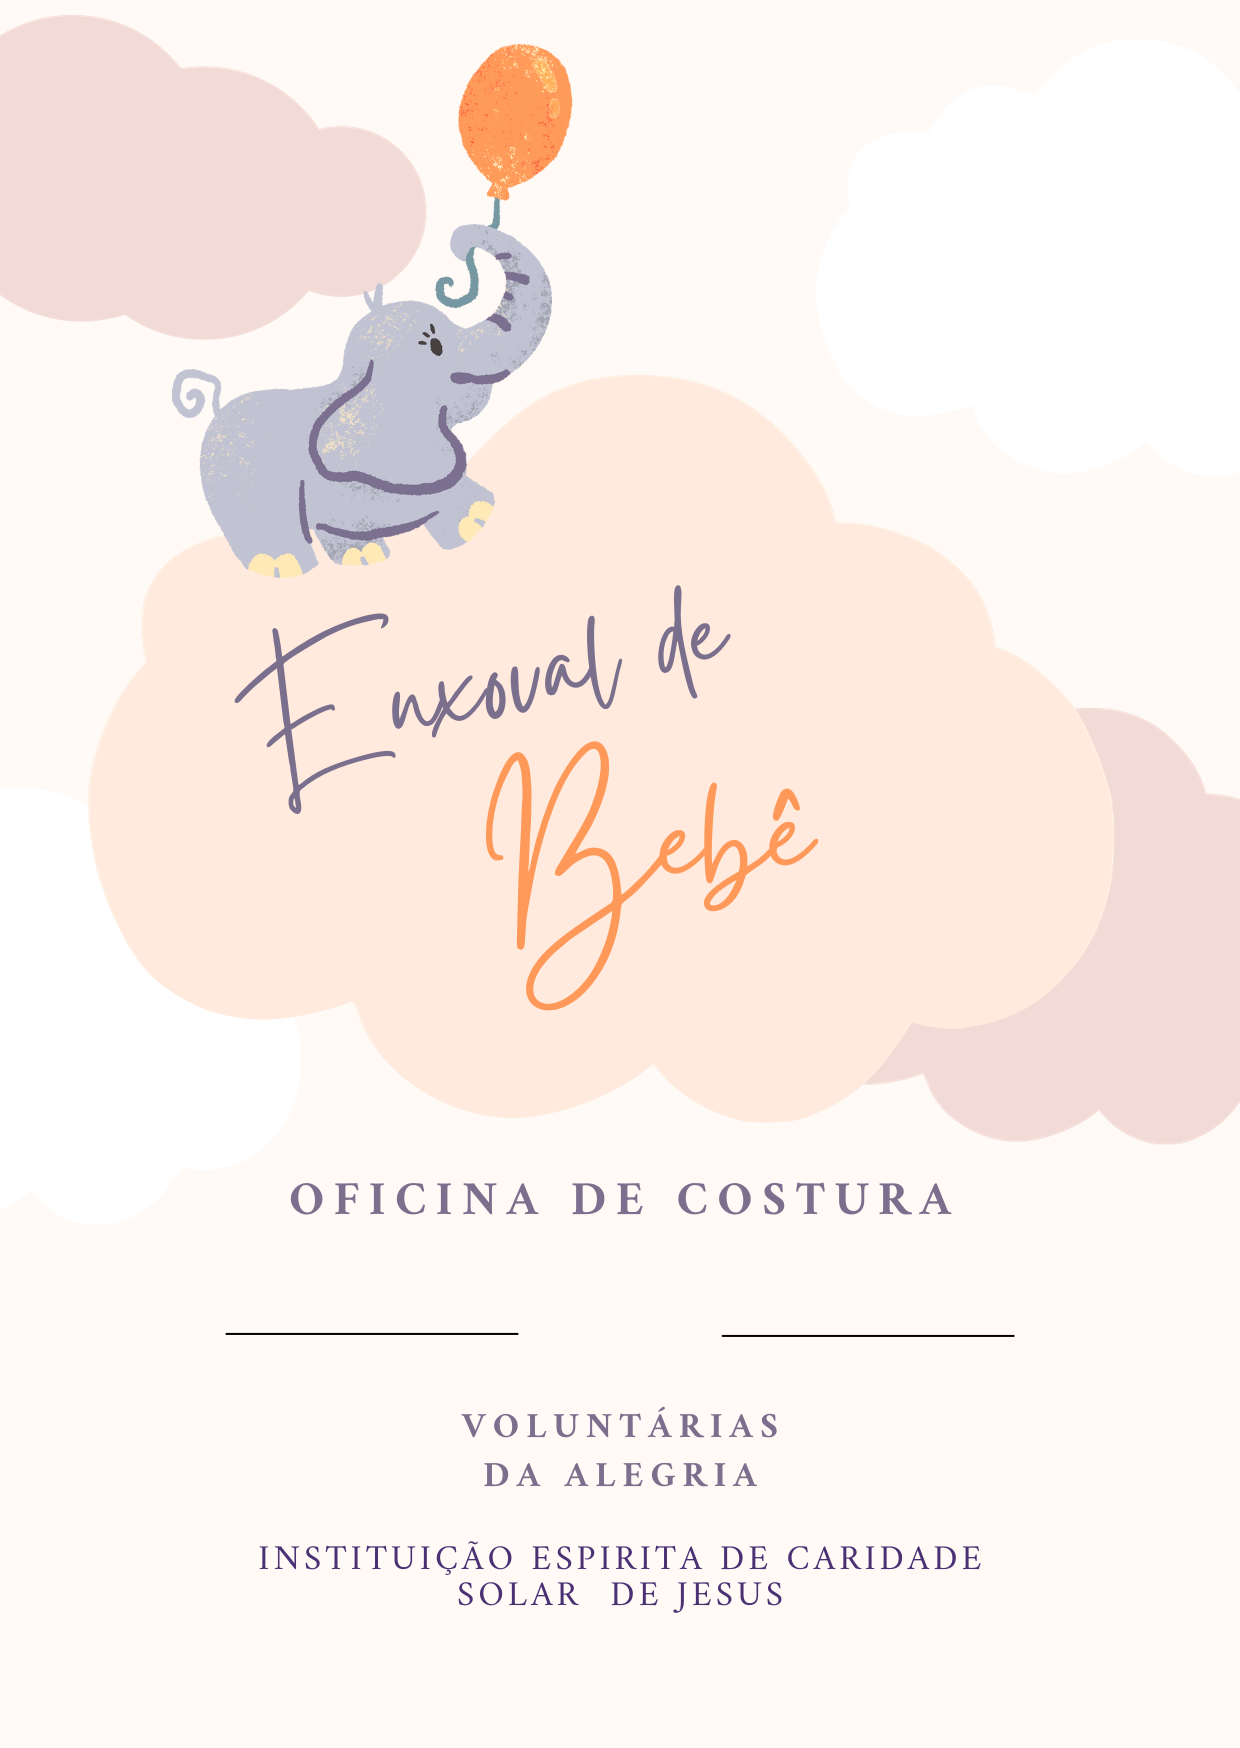 Enxoval de
Bebê
OFICINA DE COSTURA
VOLUNTÁRIAS
DA ALEGRIA
INSTITUIÇÃO ESPIRITA DE CARIDADE
SOLAR DE JESUS